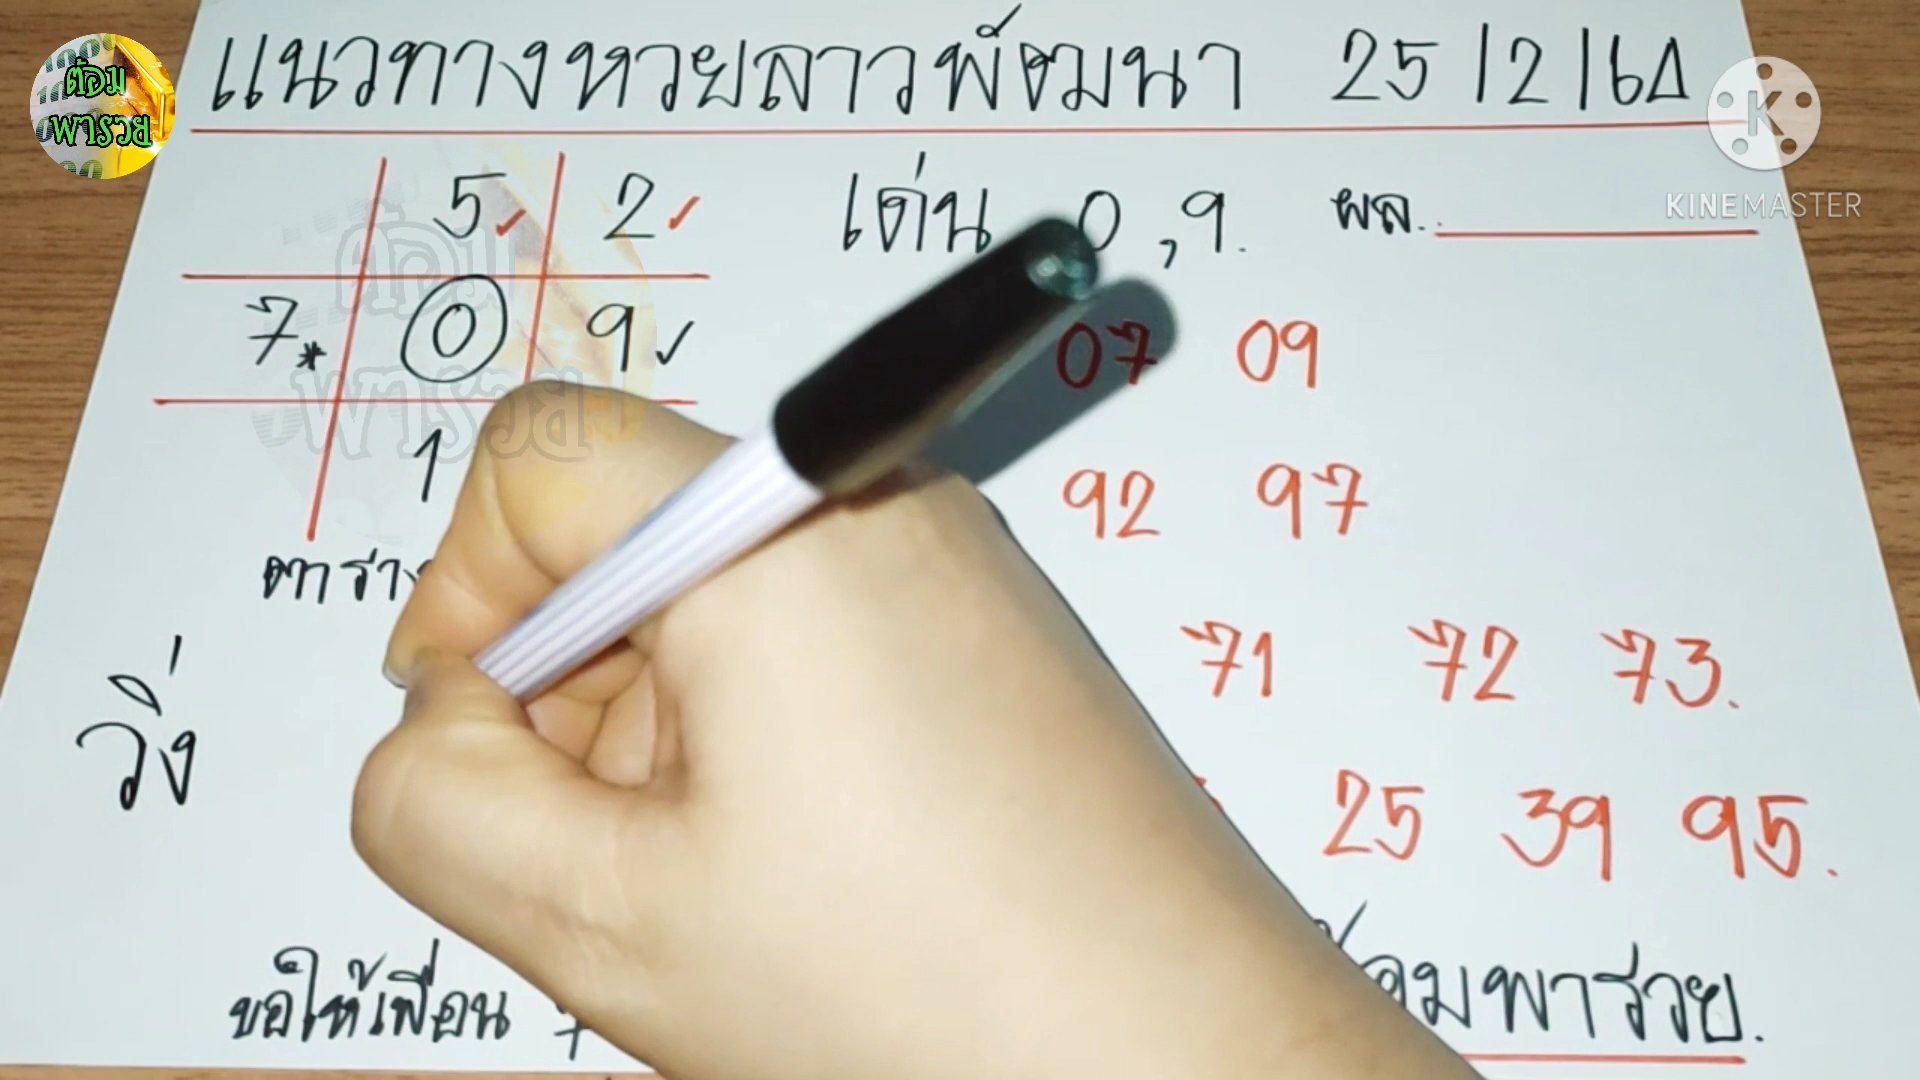 แนวทางหวยลาวพัฒนา 25/2/64
ต้อม
พารวย
KINEMASTER
5 2 เด่น 0,9. ผล..
7* 0 9 07 09
1 92 97
71 72 73.
วิ่ง
25 39 95.
ขอให้เพื่อน
อมพารวย.